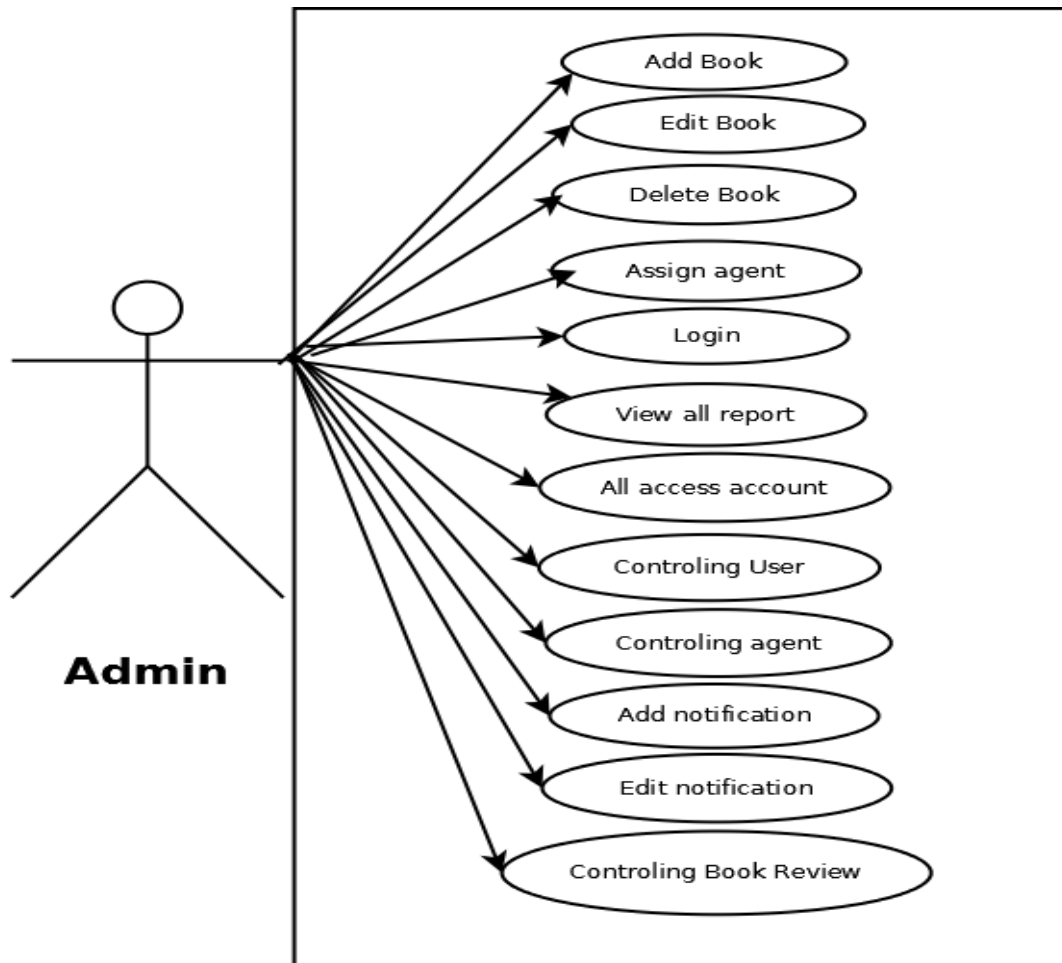 Add Book
Edit Book
Delete Book
Assign agent
Login
View all report
All access account
Controling User
Controling agent
Admin
Add notification
Edit notification
Controling Book Review